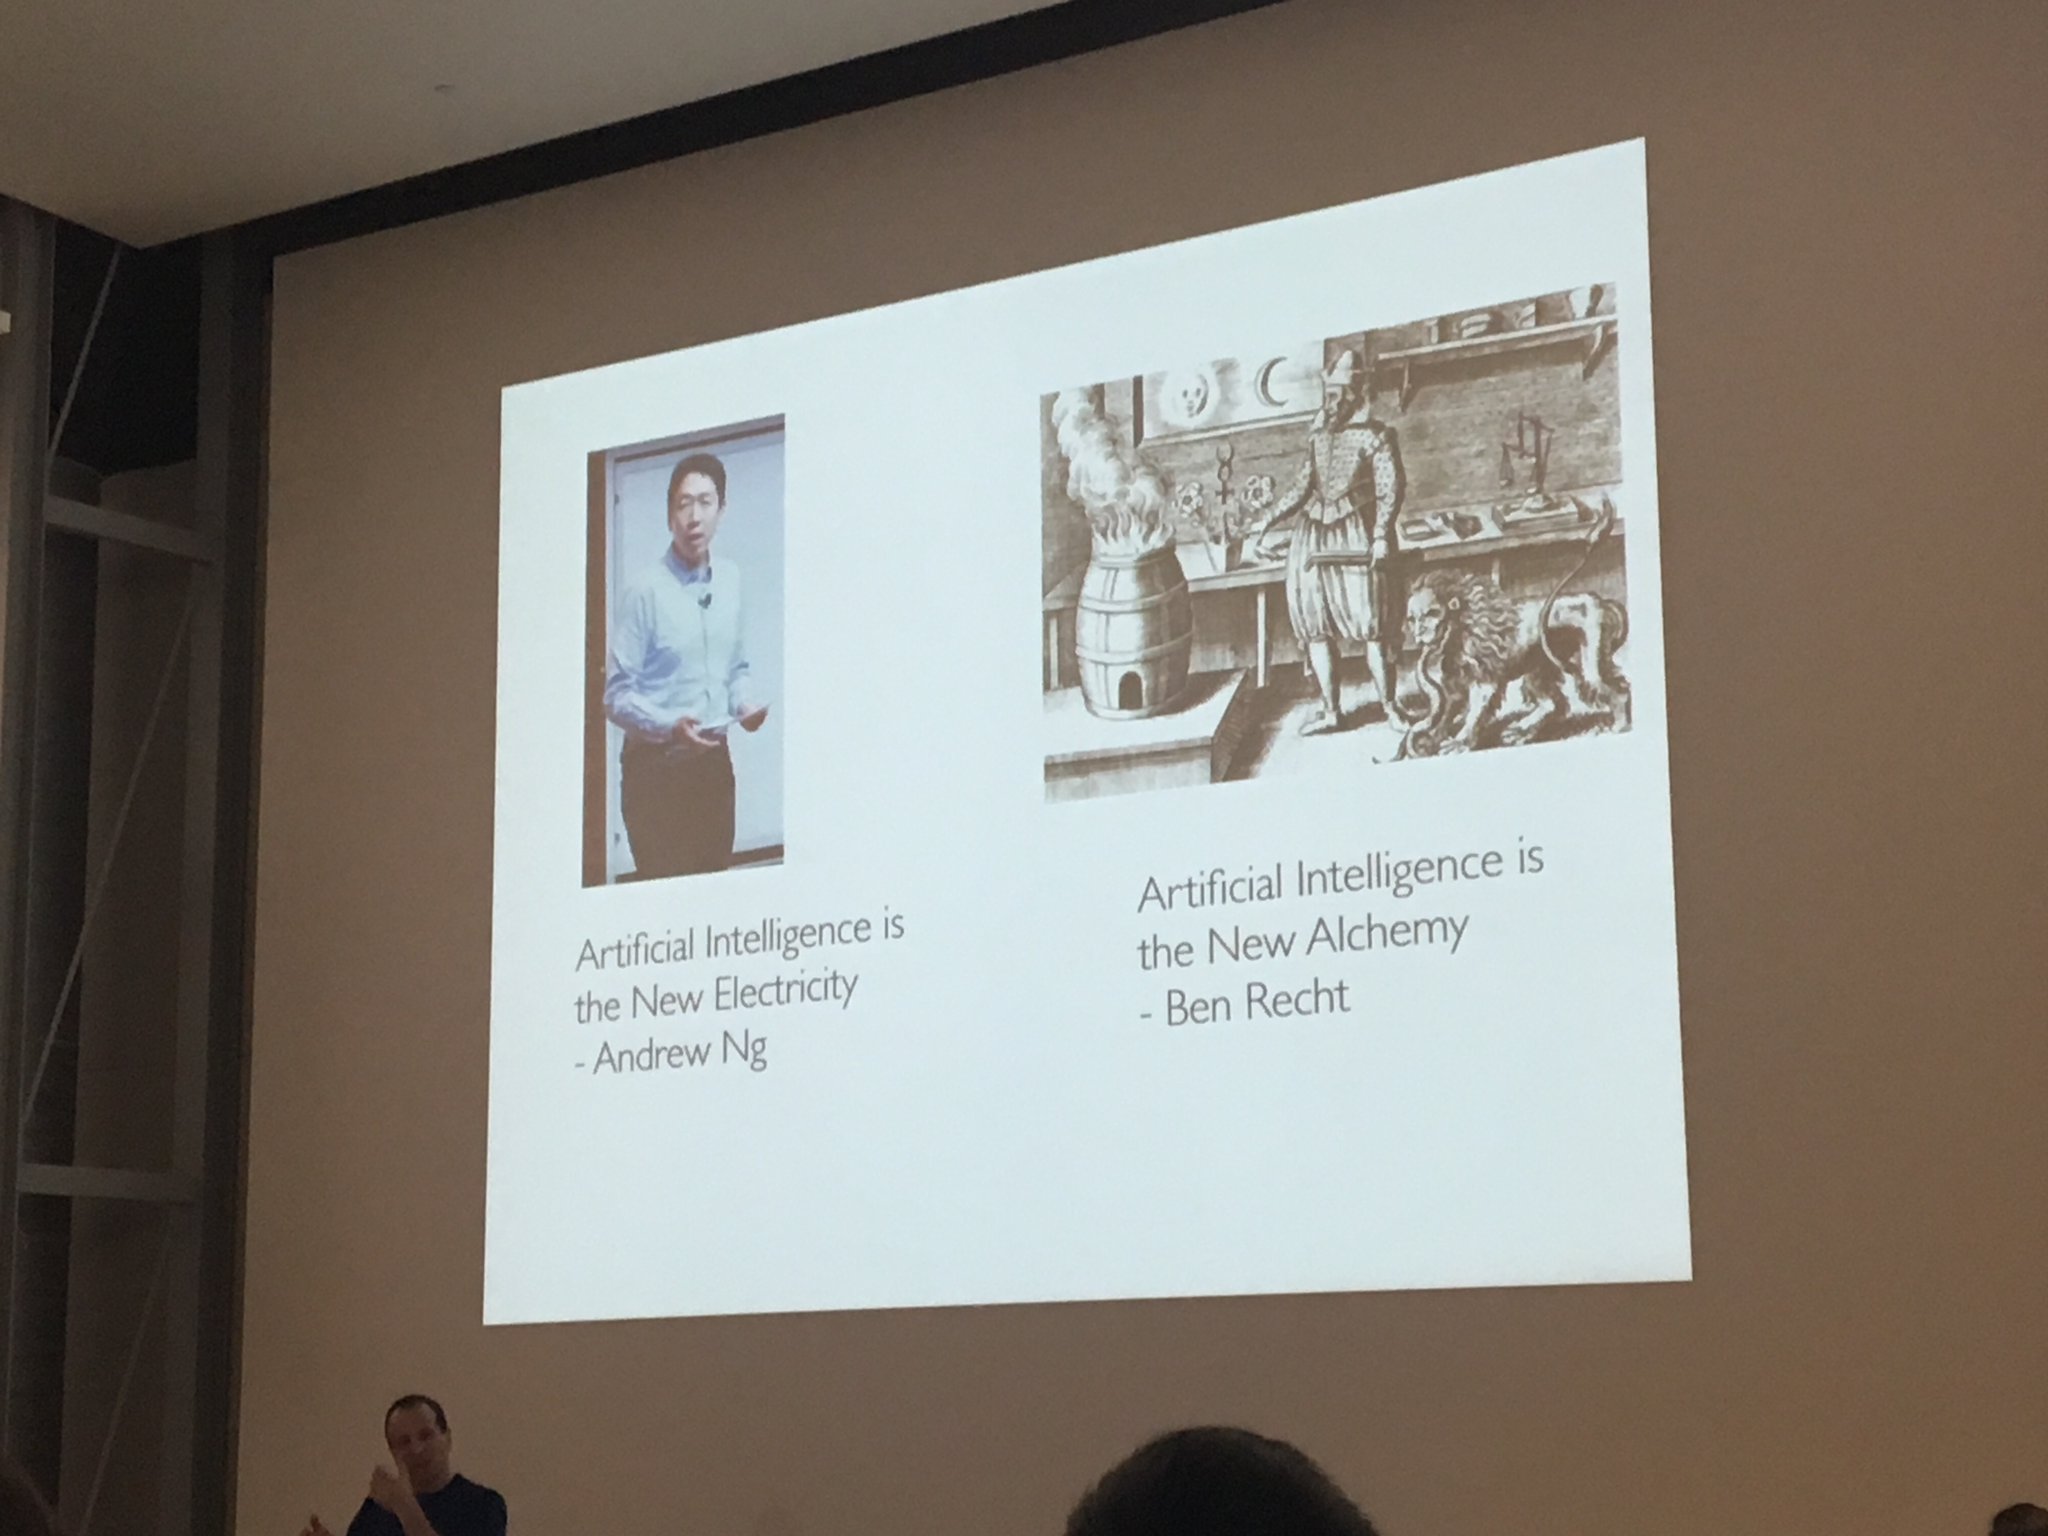 Artificial Intelligence is
the New Electricity
- Andrew Ng
Artificial Intelligence is
the New Alchemy
- Ben Recht